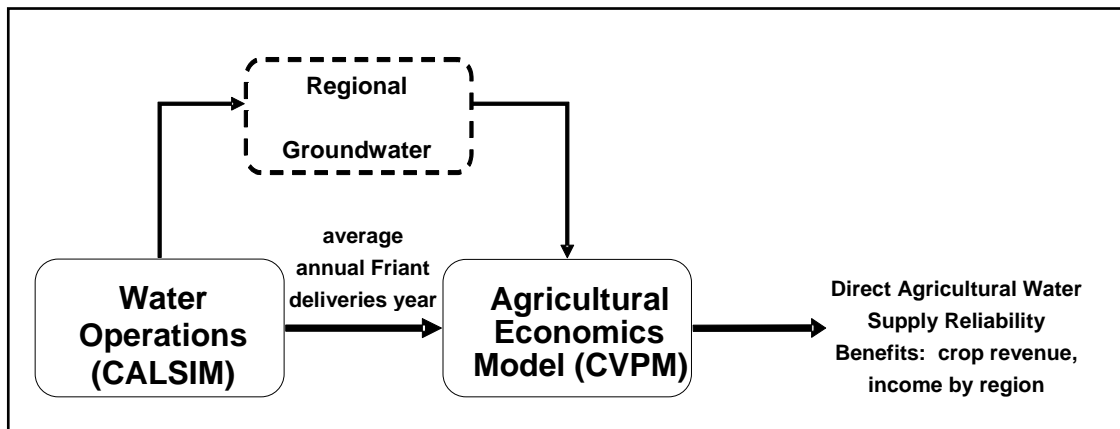 Regional
Groundwater
average
annual Friant
deliveries year
Water
Operations
(CALSIM)
Agricultural
Economics
Model (CVPM)
Direct Agricultural Water
Supply Reliability
Benefits: crop revenue,
income by region